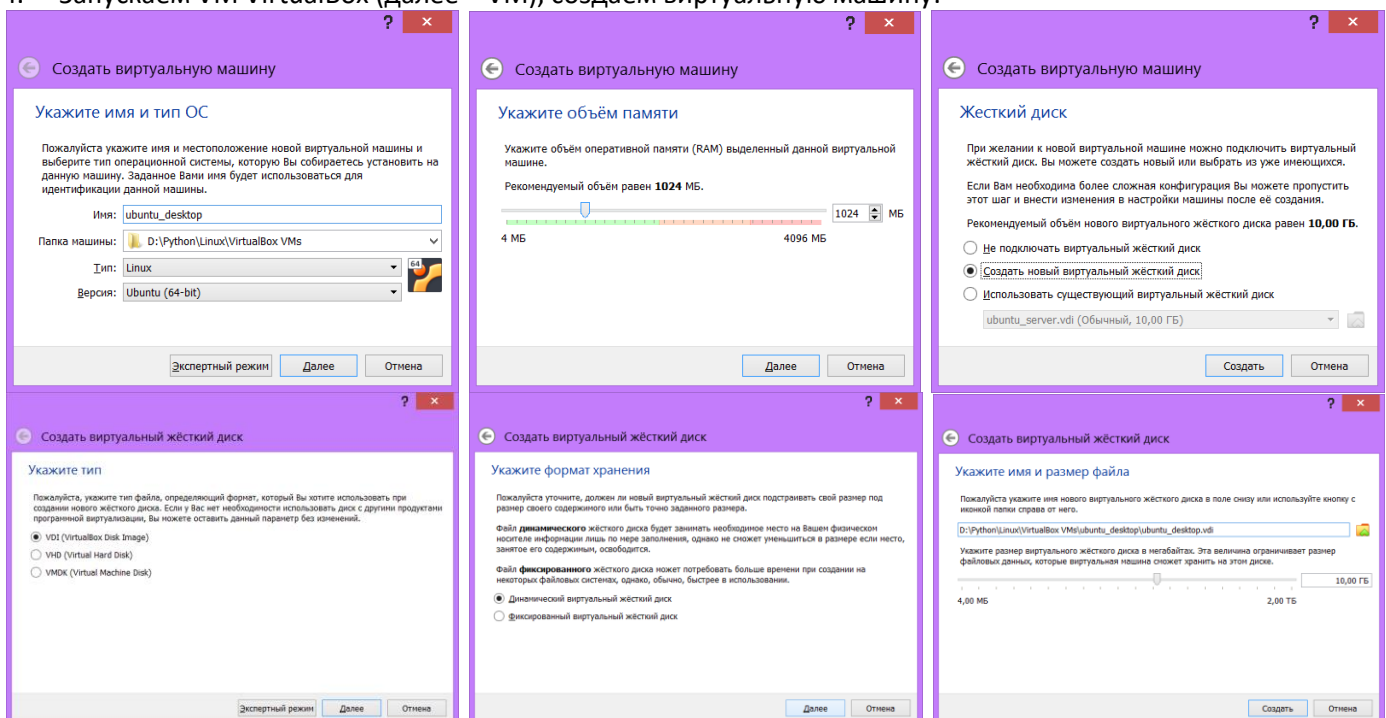 Запускаем VM VirtualBox (далее – VM), создаем виртуальную машину:
? ×
Создать виртуальную машину
Укажите имя и тип ОС
Пожалуйста укажите имя и местоположение новой виртуальной машины и
выберите тип операционной системы, которую Вы собираетесь установить на
данную машину. Заданное Вами имя будет использоваться для
идентификации данной машины.
Имя: ubuntu_desktop
Папка машины: D:\Python\Linux\VirtualBox VMs
Тип: Linux
64
Версия: Ubuntu (64-bit)
Экспертный режим Далее Отмена
? ×
Создать виртуальную машину
Укажите объём памяти
Укажите объём оперативной памяти (RAM) выделенный данной виртуальной
машине.
Рекомендуемый объём равен 1024 МБ.
1024 МБ
4 МБ 4096 МБ
Далее Отмена
? ×
Создать виртуальную машину
Жесткий диск
При желании к новой виртуальной машине можно подключить виртуальный
жёсткий диск. Вы можете создать новый или выбрать из уже имеющихся.
Если Вам необходима более сложная конфигурация Вы можете пропустить
этот шаг и внести изменения в настройки машины после её создания.
Рекомендуемый объём нового виртуального жёсткого диска равен 10,00 ГБ.
Не подключать виртуальный жёсткий диск
Создать новый виртуальный жёсткий диск
Использовать существующий виртуальный жёсткий диск
ubuntu_server.vdi (Обычный, 10,00 ГБ)
Создать Отмена
? ×
Создать виртуальный жёсткий диск
Укажите тип
Пожалуйста, укажите тип файла, определяющий формат, который Вы хотите использовать при
создании нового жёсткого диска. Если у Вас нет необходимости использовать диск с другими продуктами
программной виртуализации, Вы можете оставить данный параметр без изменений.
VDI (VirtualBox Disk Image)
VHD (Virtual Hard Disk)
VMDK (Virtual Machine Disk)
Экспертный режим Далее Отмена
? ×
Создать виртуальный жёсткий диск
Укажите формат хранения
Пожалуйста уточните, должен ли новый виртуальный жёсткий диск подстраивать свой размер под
размер своего содержимого или быть точно заданного размера.
Файл динамического жёсткого диска будет занимать необходимое место на Вашем физическом
носителе информации лишь по мере заполнения, однако не сможет уменьшиться в размере если место,
занятое его содержимым, освободится.
Файл фиксированного жёсткого диска может потребовать больше времени при создании на
некоторых файловых системах, однако, обычно, быстрее в использовании.
Динамический виртуальный жёсткий диск
Фиксированный виртуальный жёсткий диск
Далее Отмена
? ×
Создать виртуальный жёсткий диск
Укажите имя и размер файла
Пожалуйста укажите имя нового виртуального жёсткого диска в поле снизу или используйте кнопку с
иконкой папки справа от него.
D:\Python\Linux\VirtualBox VMs\ubuntu_desktop\ubuntu_desktop.vdi
Укажите размер виртуального жёсткого диска в мегабайтах. Эта величина ограничивает размер
файловых данных, которые виртуальная машина сможет хранить на этом диске.
10,00 ГБ
4,00 МБ 2,00 ТБ
Создать Отмена